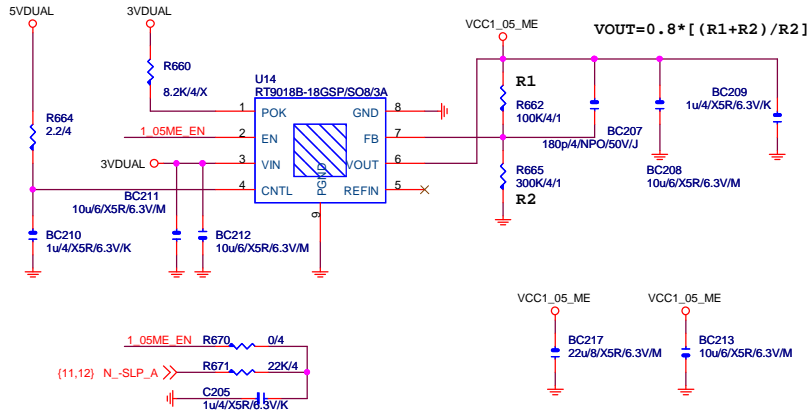 5VDUAL
3VDUAL
VCC1_05_ME
VOUT=0.8*[(R1+R2)/R2]
R660
8.2K/4/X
U14
RT9018B-18GSP/SO8/3A
R1
R662
100K/4/1
BC209
1u/4/X5R/6.3V/K
R664
2.2/4
1 POK
GND 8
1_05ME_EN
2 EN
FB 7
BC207
180p/4/NPO/50V/J
3VDUAL
3 VIN
VOUT 6
4 CNTL
REFIN 5
PGND
9
R665
300K/4/1
R2
BC208
10u/6/X5R/6.3V/M
BC211
10u/6/X5R/6.3V/M
BC210
1u/4/X5R/6.3V/K
BC212
10u/6/X5R/6.3V/M
1_05ME_EN R670 0/4
{11,12} N_-SLP_A R671 22K/4
C205
1u/4/X5R/6.3V/K
VCC1_05_ME
BC217
22u/8/X5R/6.3V/M
VCC1_05_ME
BC213
10u/6/X5R/6.3V/M